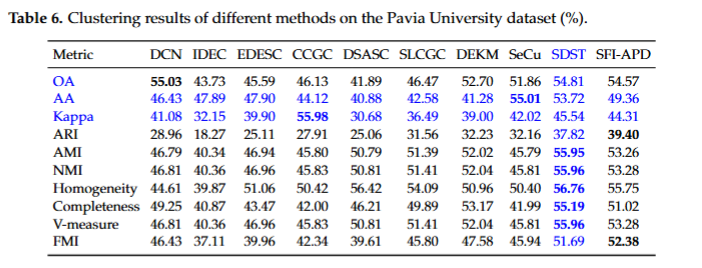 Table 6. Clustering results of different methods on the Pavia University dataset (%).
Metric DCN IDEC EDESC CCGC DSASC SLCGC DEKM SeCu SDST SFI-APD
OA 55.03 43.73 45.59 46.13 41.89 46.47 52.70 51.86 54.81 54.57
AA 46.43 47.89 47.90 44.12 40.88 42.58 41.28 55.01 53.72 49.36
Kappa 41.08 32.15 39.90 55.98 30.68 36.49 39.00 42.02 45.54 44.31
ARI 28.96 18.27 25.11 27.91 25.06 31.56 32.23 32.16 37.82 39.40
AMI 46.79 40.34 46.94 45.80 50.79 51.39 52.02 45.79 55.95 53.26
NMI 46.81 40.36 46.96 45.83 50.81 51.41 52.04 45.81 55.96 53.28
Homogeneity 44.61 39.87 51.06 50.42 56.42 54.09 50.96 50.40 56.76 55.75
Completeness 49.25 40.87 43.47 42.00 46.21 49.89 53.17 41.99 55.19 51.02
V-measure 46.81 40.36 46.96 45.83 50.81 51.41 52.04 45.81 55.96 53.28
FMI 46.43 37.11 39.96 42.34 39.61 45.80 47.58 45.94 51.69 52.38